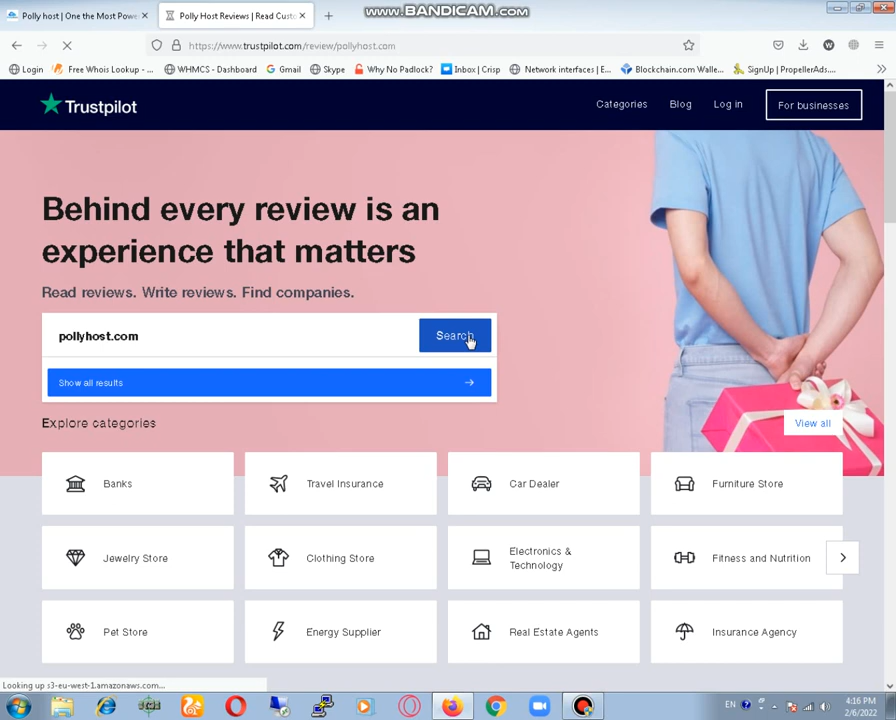 Polly host | One the Most Powe
Polly Host Reviews | Read Custo
www.BANDICAM.com
https://www.trustpilot.com/review/pollyhost.com
Login
Free Whois Lookup - ...
WHMCS - Dashboard
Gmail
Skype
Why No Padlock?
Inbox | Crisp
Network interfaces | E...
Blockchain.com Walle...
SignUp | PropellerAds....
Trustpilot
Categories
Blog
Log in
For businesses
Behind every review is an
experience that matters
Read reviews. Write reviews. Find companies.
pollyhost.com
Search
Show all results
Explore categories
View all
Banks
Travel Insurance
Car Dealer
Furniture Store
Jewelry Store
Clothing Store
Electronics &
Technology
Fitness and Nutrition
Pet Store
Energy Supplier
Real Estate Agents
Insurance Agency
Looking up s3-eu-west-1.amazonaws.com...
EN
4:16 PM
2/6/2022